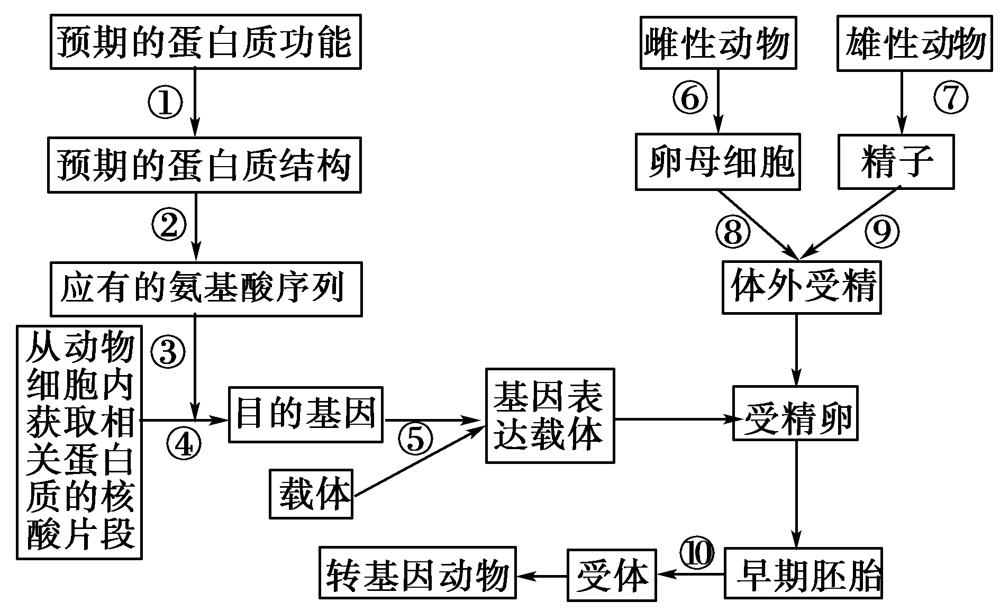 预期的蛋白质功能
①
预期的蛋白质结构
②
应有的氨基酸序列
③
从动物
细胞内
获取相
关蛋白
质的核
酸片段
④
目的基因
⑤
载体
基因表
达载体
雌性动物
雄性动物
⑥
⑦
卵母细胞
精子
⑧
⑨
体外受精
受精卵
早期胚胎
⑩
受体
转基因动物